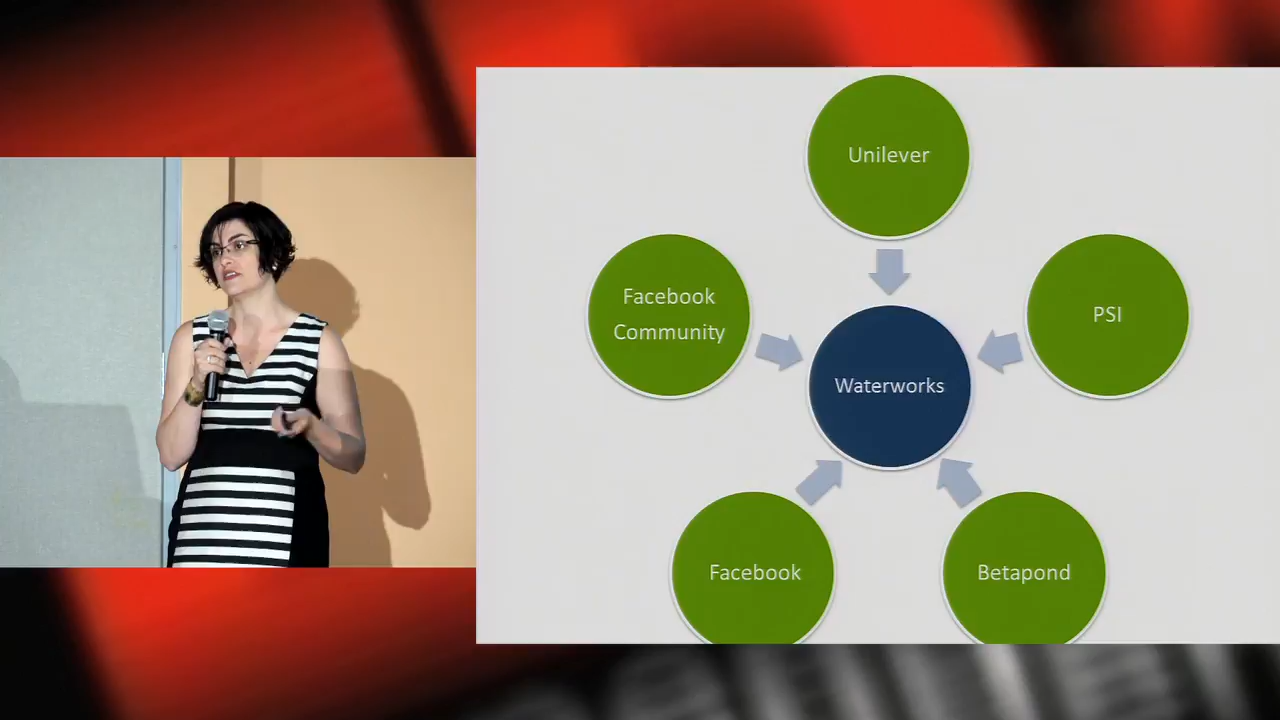 Unilever
Facebook
Community
PSI
Waterworks
Facebook
Betapond